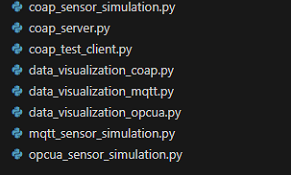 coap_sensor_simulation.py
coap_server.py
coap_test_client.py
data_visualization_coap.py
data_visualization_mqtt.py
data_visualization_opcua.py
mqtt_sensor_simulation.py
opcua_sensor_simulation.py